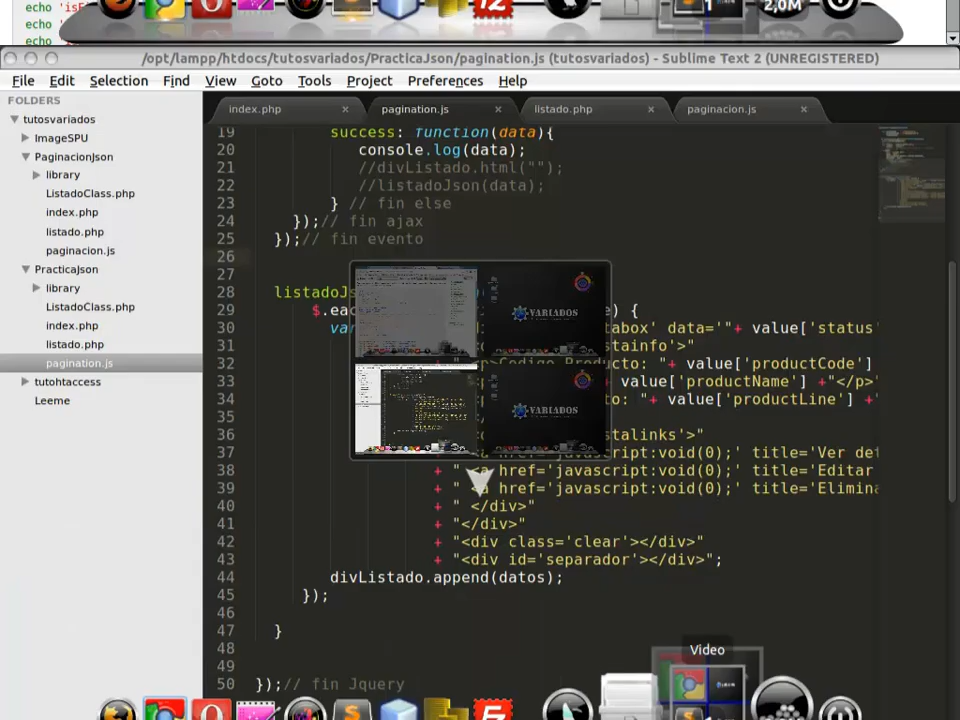 echo 'isE
echo '
echo '
12
1
2,0M
/opt/lampp/htdocs/tutosvariados/PracticaJson/pagination.js (tutosvariados) - Sublime Text 2 (UNREGISTERED)
File Edit Selection Find View Goto Tools Project Preferences Help
FOLDERS
tutosvariados
ImageSPU
PaginacionJson
library
ListadoClass.php
index.php
listado.php
paginacion.js
PracticaJson
library
ListadoClass.php
index.php
listado.php
pagination.js
tutohtaccess
Leeme
index.php × pagination.js × listado.php × paginacion.js ×
19 success: function(data){
20 console.log(data);
21 //divListado.html("");
22 //listadoJson(data);
23 } // fin else
24 });// fin ajax
25 });// fin evento
26
27
28 listadoJs
29 $.eac e) {
30 var tabox' data='"+ value['status'
stainfo'>"
32 "<p>Codigo Producto: "+ value['productCode']
33 + value['productName'] +"</p>"
34 to: "+ value['productLine'] +"
35
36 stalinks'>"
37 <a href='javascript:void(0);' title='Ver det
38 + " <a href='javascript:void(0);' title='Editar
39 + " <a href='javascript:void(0);' title='Elimina
40 + " </div>"
41 + "</div>"
42 + "<div class='clear'></div>"
43 + "<div id='separador'></div>";
44 divListado.append(datos);
45 });
46
47 }
48
49
50 });// fin Jquery
VARIADOS
VARIADOS
Video